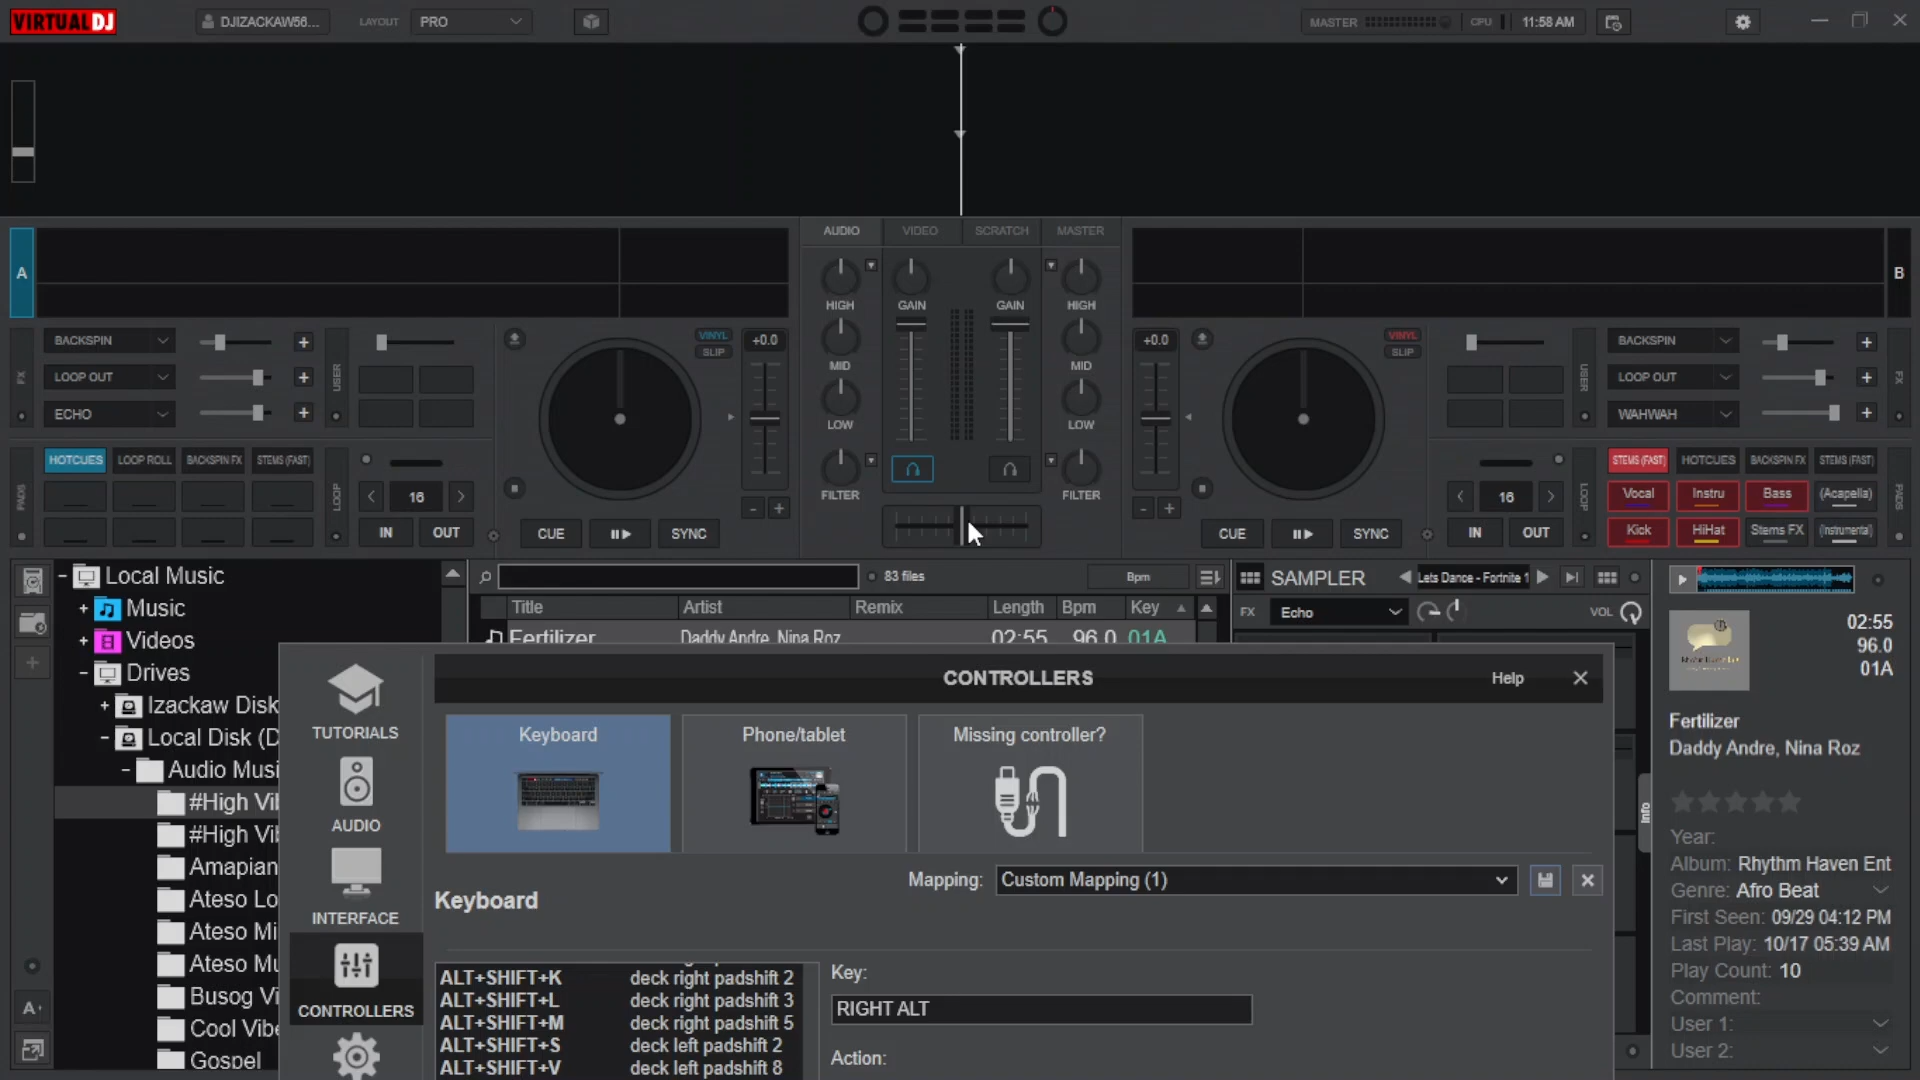 VIRTUAL DJ
DJIZACKAW56...
LAYOUT
PRO
MASTER
CPU
11:58 AM
AUDIO
VIDEO
SCRATCH
MASTER
A
B
HIGH
GAIN
GAIN
HIGH
MID
MID
LOW
LOW
FILTER
FILTER
BACKSPIN
LOOP OUT
ECHO
FX
USER
VINYL
SLIP
+0.0
+0.0
VINYL
SLIP
USER
BACKSPIN
LOOP OUT
WAHWAH
FX
HOTCUES
LOOP ROLL
BACKSPIN FX
STEMS (FAST)
PADS
LOOP
16
IN
OUT
CUE
SYNC
CUE
SYNC
16
IN
OUT
LOOP
STEMS (FAST)
HOTCUES
BACKSPIN FX
STEMS (FAST)
Vocal
Instru
Bass
(Acapella)
Kick
HiHat
Stems FX
(Instrumental)
PADS
Local Music
Music
Videos
Drives
Izackaw Disk
Local Disk (D
Audio Musi
#High Vi
#High Vi
Amapian
Ateso Lo
Ateso Mi
Ateso Mu
Busog Vi
Cool Vibe
Gospel
A+
83 files
Bpm
Title
Artist
Remix
Length
Bpm
Key
Fertilizer
Daddy Andre, Nina Roz
02:55
96.0
01A
SAMPLER
Lets Dance - Fortnite 1
FX
Echo
VOL
02:55
96.0
01A
Fertilizer
Daddy Andre, Nina Roz
Info
Year:
Album: Rhythm Haven Ent
Genre: Afro Beat
First Seen: 09/29 04:12 PM
Last Play: 10/17 05:39 AM
Play Count: 10
Comment:
User 1:
User 2:
TUTORIALS
AUDIO
INTERFACE
CONTROLLERS
CONTROLLERS
Help
Keyboard
Phone/tablet
Missing controller?
Mapping:
Custom Mapping (1)
Keyboard
ALT+SHIFT+K deck right padshift 2
ALT+SHIFT+L deck right padshift 3
ALT+SHIFT+M deck right padshift 5
ALT+SHIFT+S deck left padshift 2
ALT+SHIFT+V deck left padshift 8
Key:
RIGHT ALT
Action: